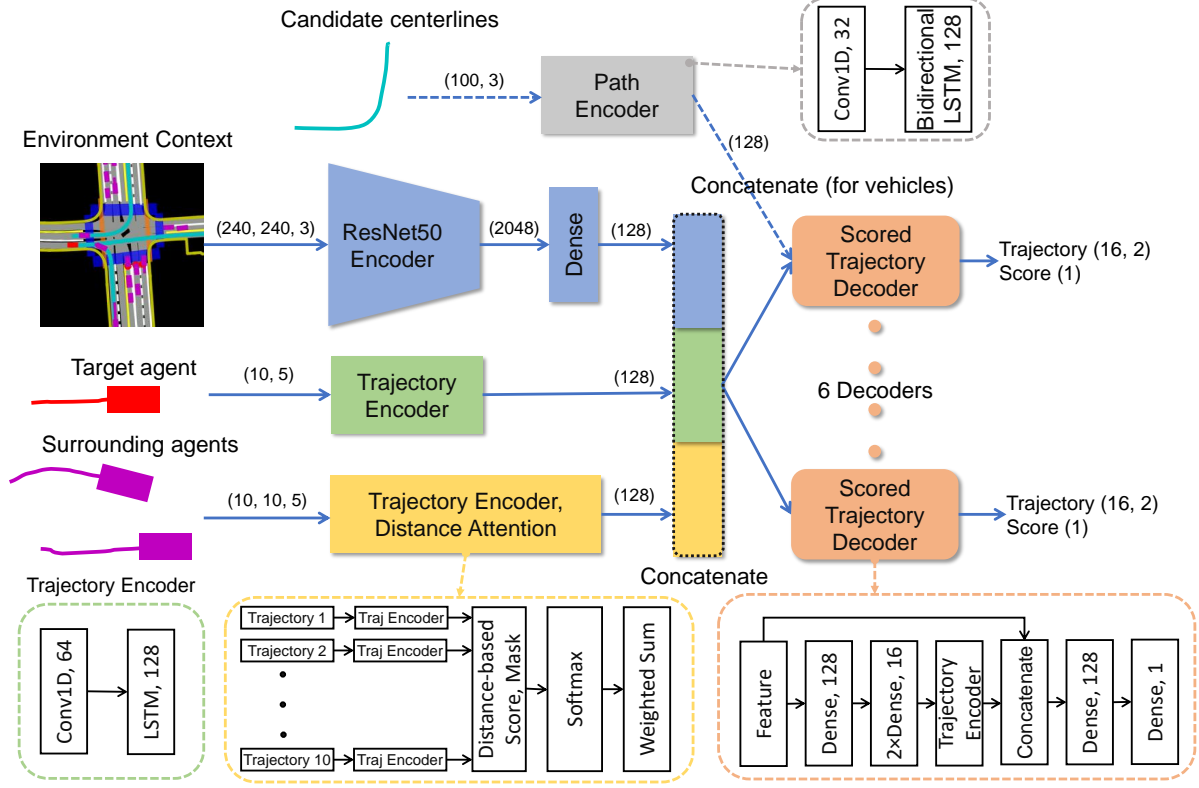 Candidate centerlines
(100, 3)
Path
Encoder
Conv1D, 32
Bidirectional
LSTM, 128
Environment Context
(128)
Concatenate (for vehicles)
(240, 240, 3)
ResNet50
Encoder
(2048)
Dense
(128)
Scored
Trajectory
Decoder
Trajectory (16, 2)
Score (1)
Target agent
(10, 5)
Trajectory
Encoder
(128)
6 Decoders
Surrounding agents
(10, 10, 5)
Trajectory Encoder,
Distance Attention
(128)
Scored
Trajectory
Decoder
Trajectory (16, 2)
Score (1)
Concatenate
Trajectory Encoder
Conv1D, 64
LSTM, 128
Trajectory 1
Traj Encoder
Trajectory 2
Traj Encoder
Trajectory 10
Traj Encoder
Distance-based
Score, Mask
Softmax
Weighted Sum
Feature
Dense, 128
2×Dense, 16
Trajectory
Encoder
Concatenate
Dense, 128
Dense, 1